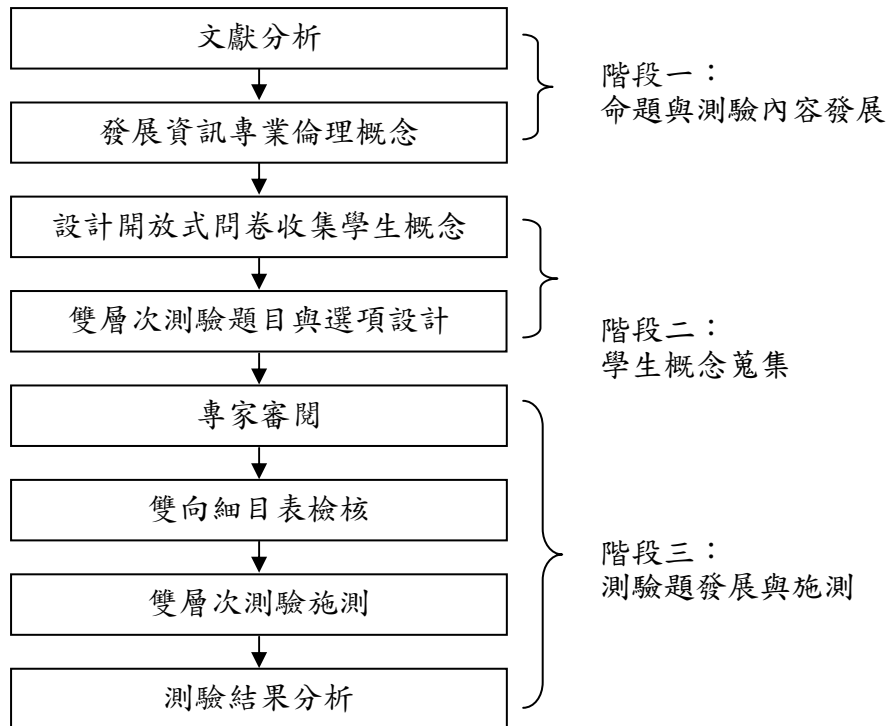 文獻分析
發展資訊專業倫理概念
階段一：
命題與測驗內容發展
設計開放式問卷收集學生概念
雙層次測驗題目與選項設計
階段二：
學生概念蒐集
專家審閱
雙向細目表檢核
雙層次測驗施測
測驗結果分析
階段三：
測驗題發展與施測